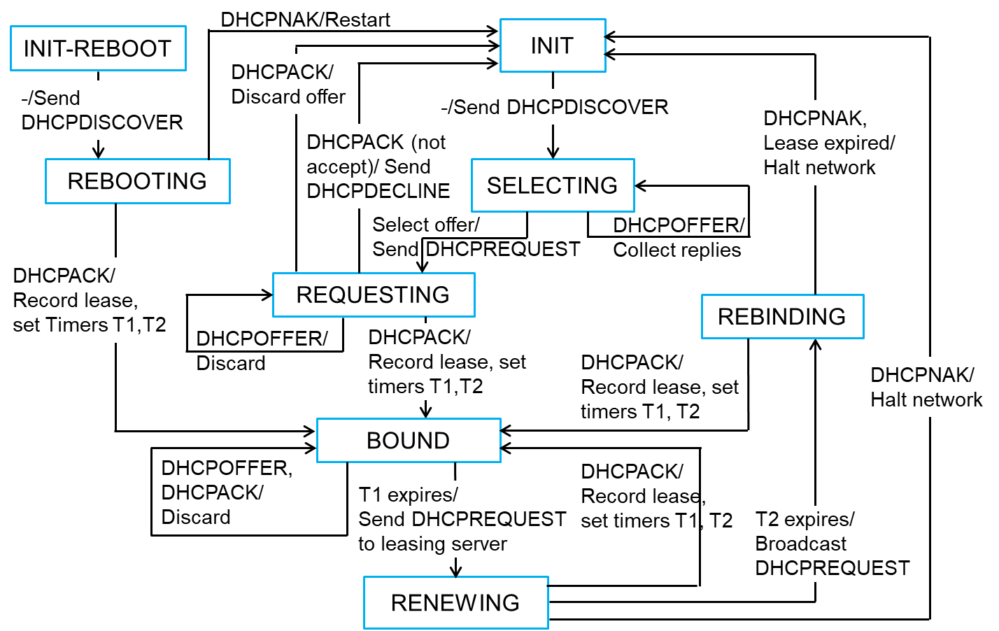 DHCPNAK/Restart
INIT-REBOOT
INIT
DHCPACK/
Discard offer
-/Send
DHCPDISCOVER
-/Send DHCPDISCOVER
DHCPNAK,
Lease expired/
Halt network
DHCPACK (not
accept)/ Send
DHCPDECLINE
REBOOTING
SELECTING
Select offer/
Send DHCPREQUEST
DHCPOFFER/
Collect replies
DHCPACK/
Record lease,
set Timers T1,T2
REQUESTING
REBINDING
DHCPOFFER/
Discard
DHCPACK/
Record lease, set
timers T1,T2
DHCPACK/
Record lease, set
timers T1, T2
DHCPNAK/
Halt network
BOUND
DHCPOFFER,
DHCPACK/
Discard
T1 expires/
Send DHCPREQUEST
to leasing server
DHCPACK/
Record lease,
set timers T1, T2
T2 expires/
Broadcast
DHCPREQUEST
RENEWING